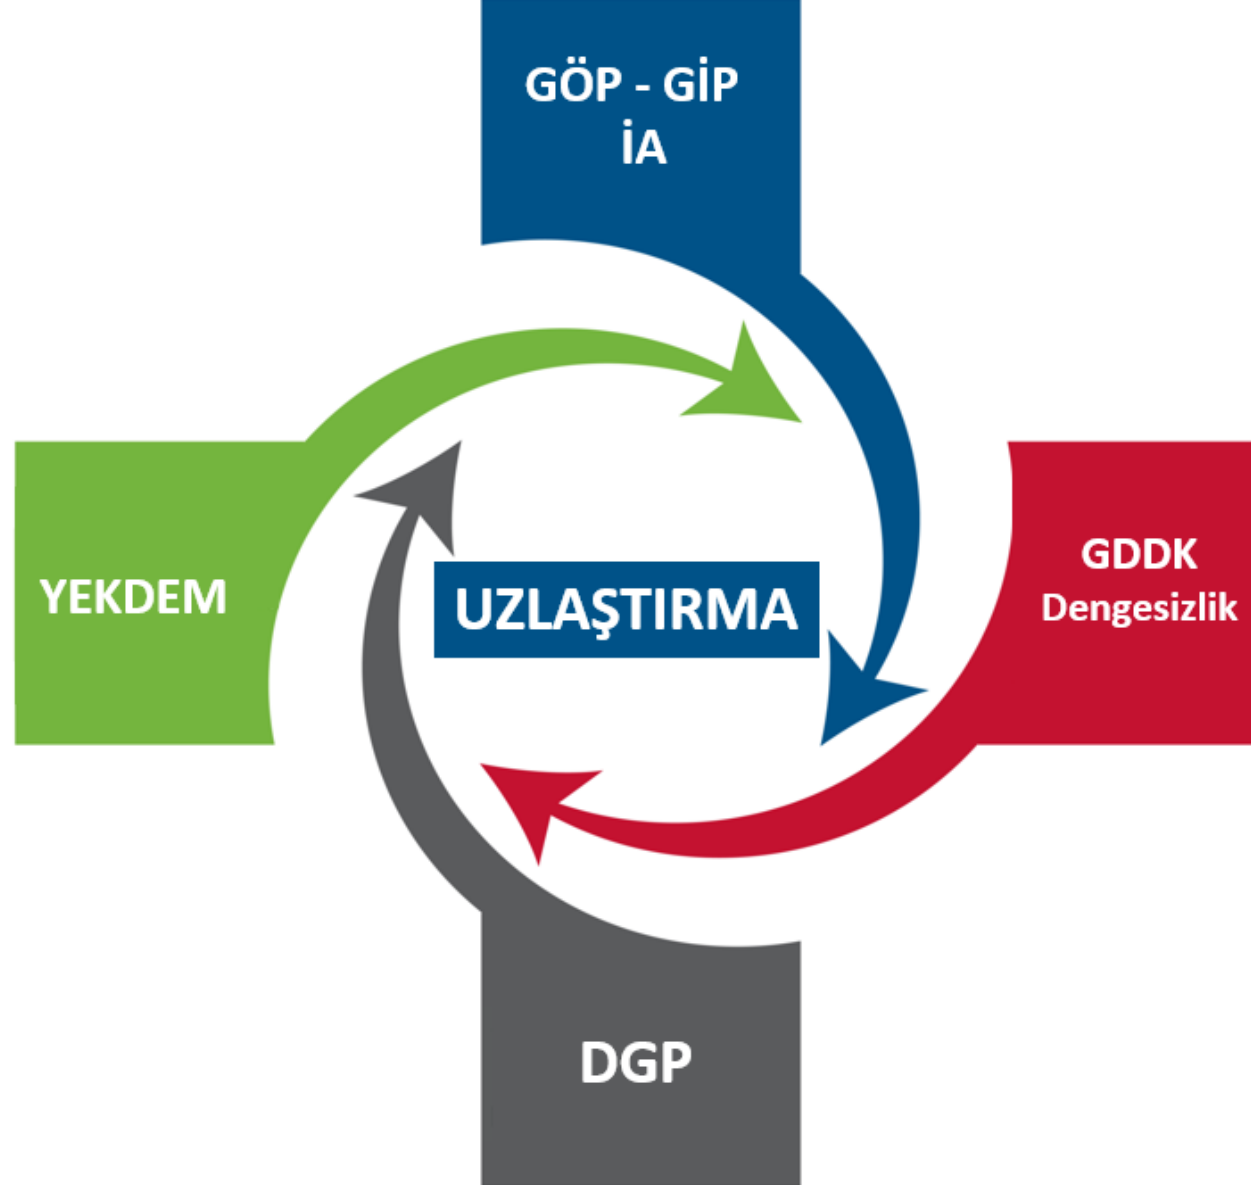 GÖP - GİP
İA
YEKDEM
UZLAŞTIRMA
GDDK
Dengesizlik
DGP